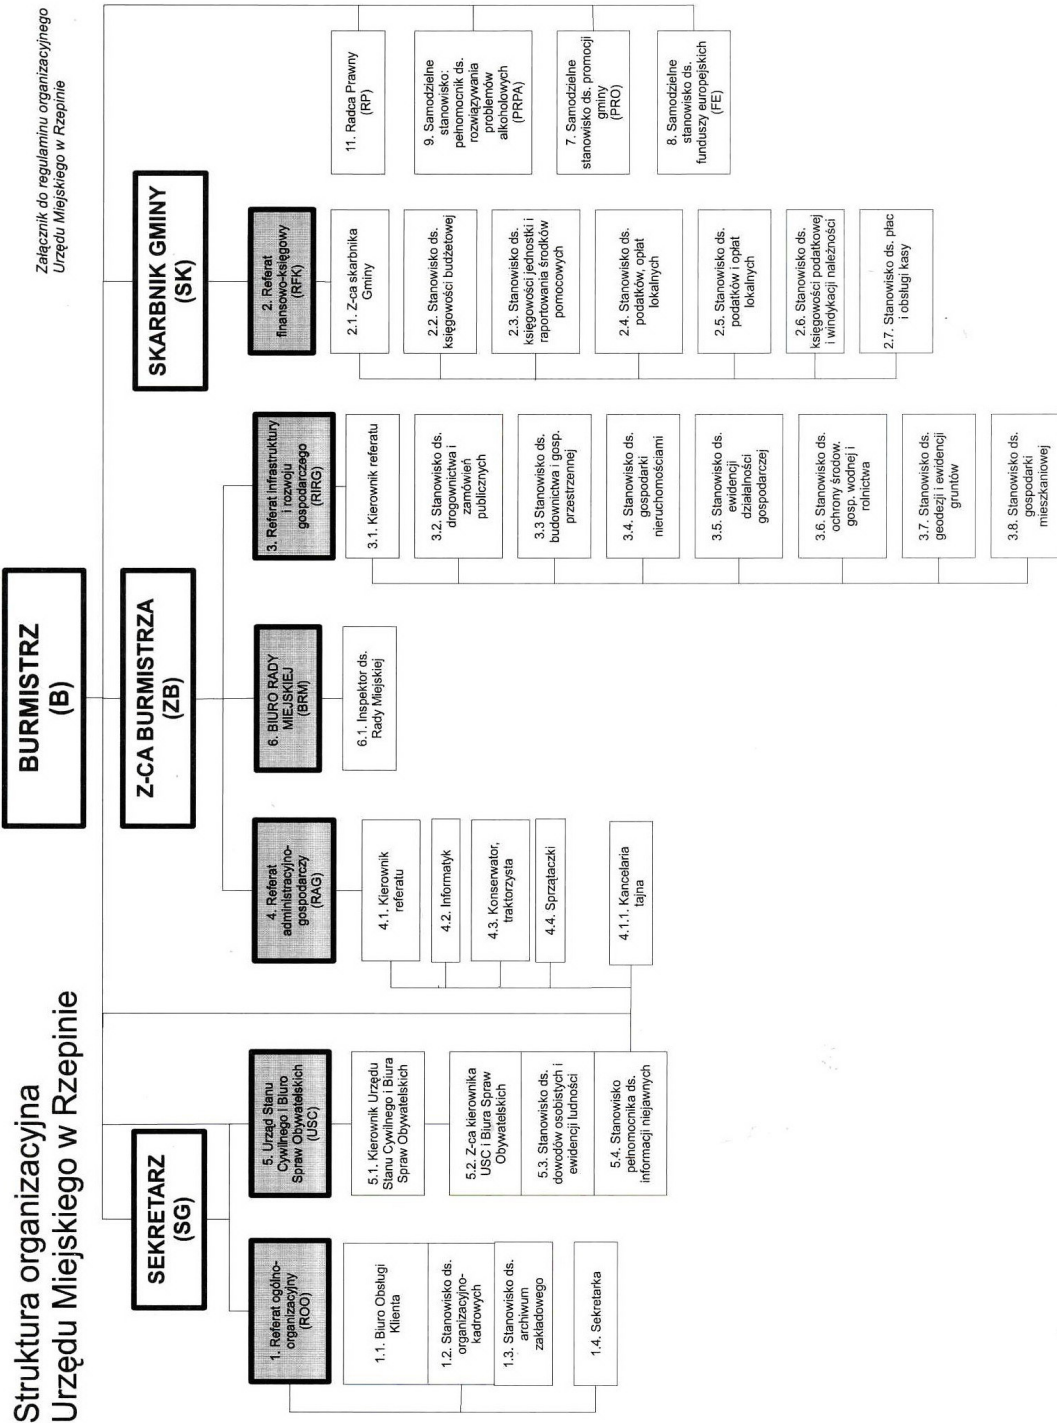 Struktura organizacyjna
Urzędu Miejskiego w Rzepinie
Załącznik do regulaminu organizacyjnego
Urzędu Miejskiego w Rzepinie
BURMISTRZ
(B)
Z-CA BURMISTRZA
(ZB)
SEKRETARZ
(SG)
SKARBNIK GMINY
(SK)
1. Referat ogólno-
organizacyjny
(ROO)
1.1. Biuro Obsługi
Klienta
1.2. Stanowisko ds.
organizacyjno-
kadrowych
1.3. Stanowisko ds.
archiwum
zakładowego
1.4. Sekretarka
5. Urząd Stanu
Cywilnego i Biuro
Spraw Obywatelskich
(USC)
5.1. Kierownik Urzędu
Stanu Cywilnego i Biura
Spraw Obywatelskich
5.2. Z-ca kierownika
USC i Biura Spraw
Obywatelskich
5.3. Stanowisko ds.
dowodów osobistych i
ewidencji ludności
5.4. Stanowisko
pełnomocnika ds.
informacji niejawnych
4. Referat
administracyjno-
gospodarczy
(RAG)
4.1. Kierownik
referatu
4.2. Informatyk
4.3. Konserwator,
traktorzysta
4.4. Sprzątaczki
4.1.1. Kancelaria
tajna
6. BIURO RADY
MIEJSKIEJ
(BRM)
6.1. Inspektor ds.
Rady Miejskiej
3. Referat Infrastruktury
i rozwoju
gospodarczego
(RIRG)
3.1. Kierownik referatu
3.2. Stanowisko ds.
drogownictwa i
zamówień
publicznych
3.3 Stanowisko ds.
budownictwa i gosp.
przestrzennej
3.4. Stanowisko ds.
gospodarki
nieruchomościami
3.5. Stanowisko ds.
ewidencji
działalności
gospodarczej
3.6. Stanowisko ds.
ochrony środow.
gosp. wodnej i
rolnictwa
3.7. Stanowisko ds.
geodezji i ewidencji
gruntów
3.8. Stanowisko ds.
gospodarki
mieszkaniowej
2. Referat
finansowo-księgowy
(RFK)
2.1. Z-ca skarbnika
Gminy
2.2. Stanowisko ds.
księgowości budżetowej
2.3. Stanowisko ds.
księgowości jednostki i
raportowania środków
pomocowych
2.4. Stanowisko ds.
podatków, opłat
lokalnych
2.5. Stanowisko ds.
podatków i opłat
lokalnych
2.6. Stanowisko ds.
księgowości podatkowej
i windykacji należności
2.7. Stanowisko ds. płac
i obsługi kasy
11. Radca Prawny
(RP)
9. Samodzielne
stanowisko:
pełnomocnik ds.
rozwiązywania
problemów
alkoholowych
(PRPA)
7. Samodzielne
stanowisko ds. promocji
gminy
(PRO)
8. Samodzielne
stanowisko ds.
funduszy europejskich
(FE)